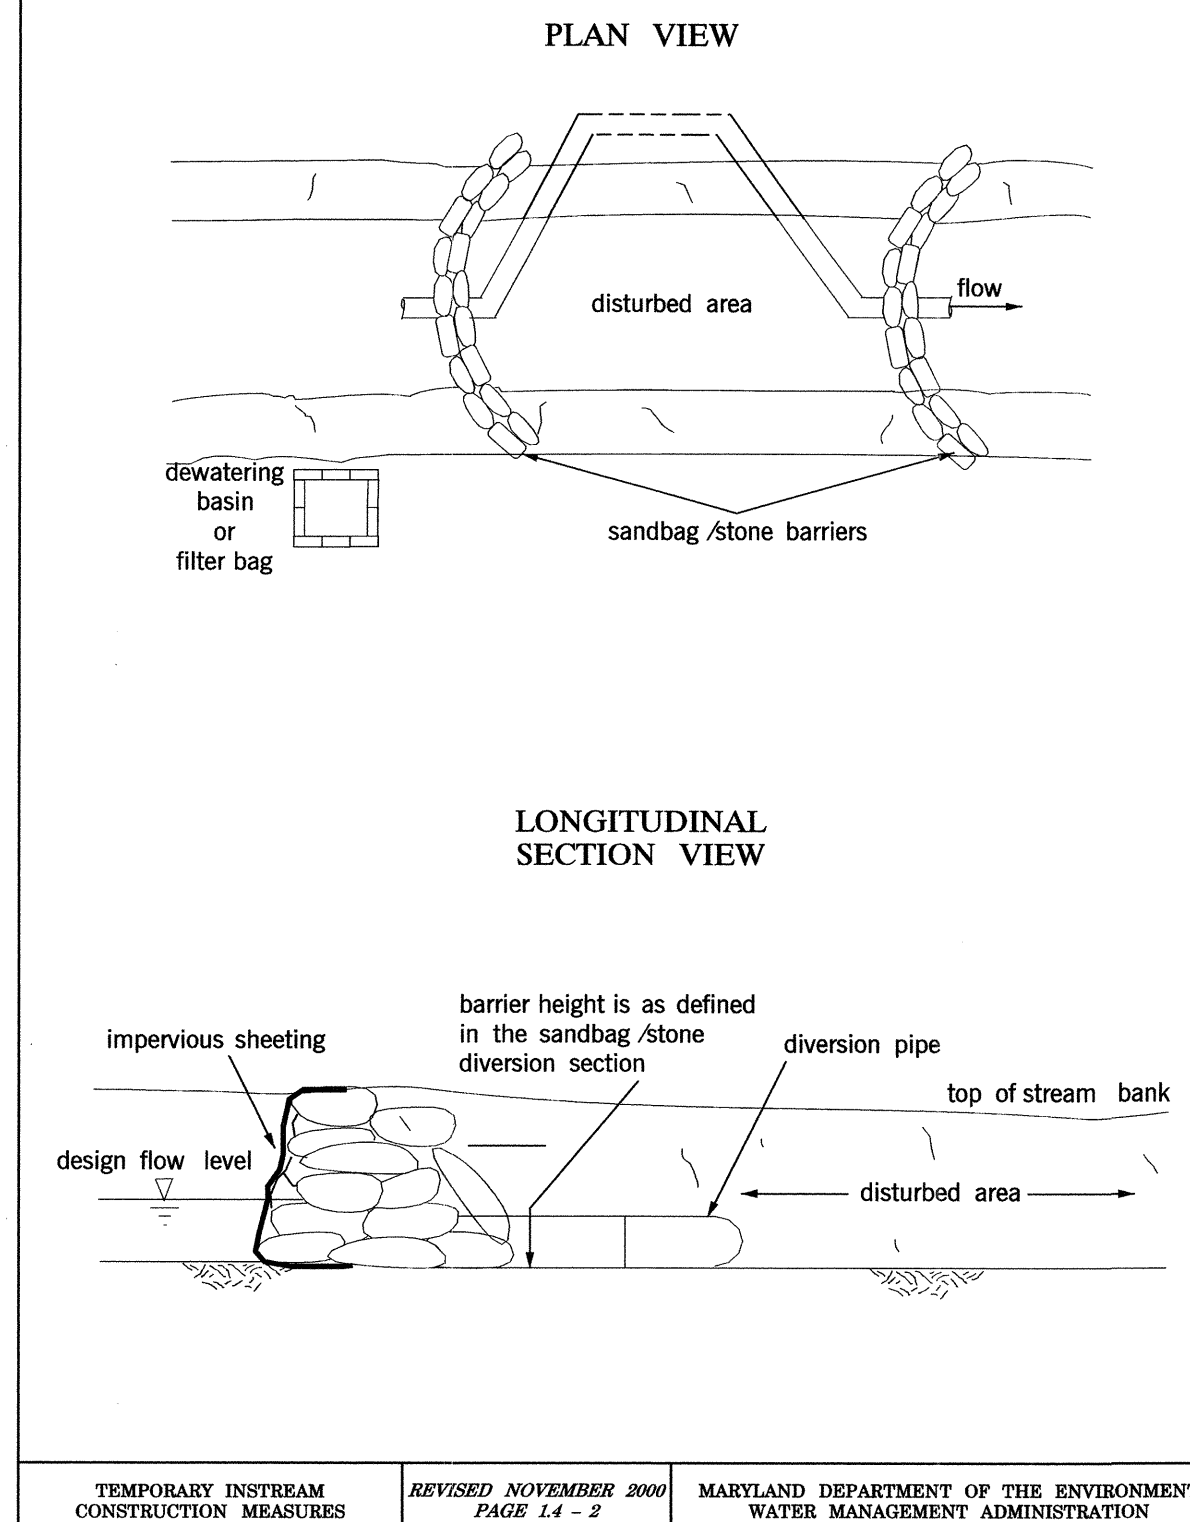 PLAN VIEW
flow
disturbed area
dewatering
basin
or
filter bag
sandbag /stone barriers
LONGITUDINAL
SECTION VIEW
barrier height is as defined
in the sandbag /stone
diversion section
impervious sheeting
diversion pipe
top of stream bank
design flow level
disturbed area
TEMPORARY INSTREAM
CONSTRUCTION MEASURES
REVISED NOVEMBER 2000
PAGE 1.4 - 2
MARYLAND DEPARTMENT OF THE ENVIRONMEN
WATER MANAGEMENT ADMINISTRATION